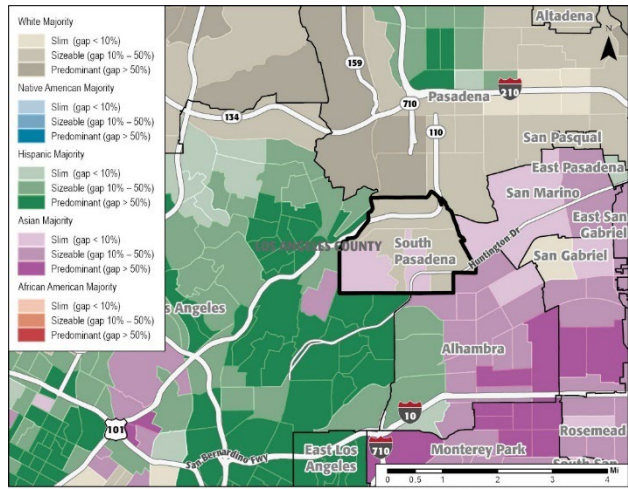 White Majority
Slim (gap < 10%)
Sizeable (gap 10% – 50%)
Predominant (gap > 50%)
Native American Majority
Slim (gap < 10%)
Sizeable (gap 10% – 50%)
Predominant (gap > 50%)
Hispanic Majority
Slim (gap < 10%)
Sizeable (gap 10% – 50%)
Predominant (gap > 50%)
Asian Majority
Slim (gap < 10%)
Sizeable (gap 10% – 50%)
Predominant (gap > 50%)
African American Majority
Slim (gap < 10%)
Sizeable (gap 10% – 50%)
Predominant (gap > 50%)
Altadena
N
159
134
710
Pasadena
210
110
San Pasqual
East Pasadena
San Marino
East San
Gabriel
LOS ANGELES COUNTY
South
Pasadena
Huntington Dr
San Gabriel
s Angeles
Alhambra
101
10
San Bernardino Fwy
East Los
Angeles
710
Monterey Park
Rosemead
Mi
0 0.5 1 2 3 4